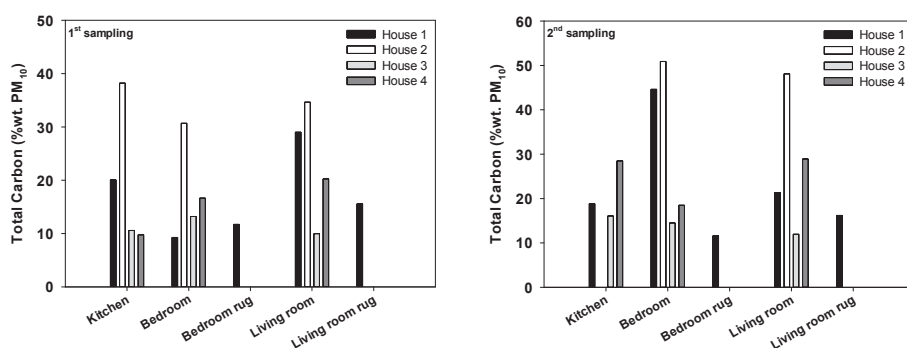 1st sampling
House 1
House 2
House 3
House 4
Total Carbon (%wt. PM10)
50
40
30
20
10
0
Kitchen
Bedroom
Bedroom rug
Living room
Living room rug
2nd sampling
House 1
House 2
House 3
House 4
Total Carbon (%wt. PM10)
60
50
40
30
20
10
0
Kitchen
Bedroom
Bedroom rug
Living room
Living room rug